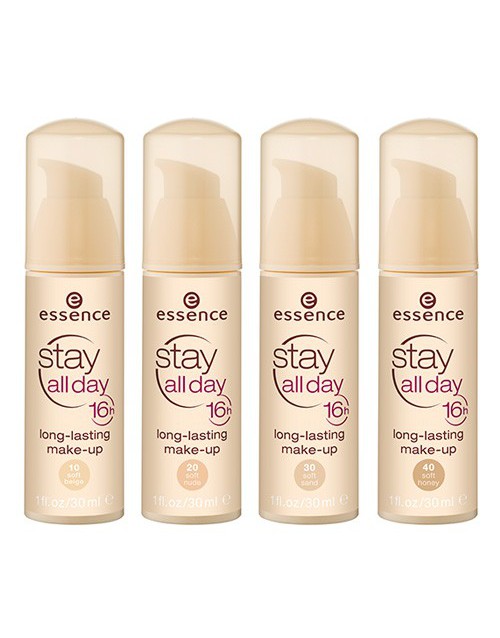 essence
stay
all day
16h
long-lasting
make-up
10
soft
beige
1 fl.oz/30 ml e
essence
stay
all day
16h
long-lasting
make-up
20
soft
nude
1 fl.oz/30 ml e
essence
stay
all day
16h
long-lasting
make-up
30
soft
sand
1 fl.oz/30 ml e
essence
stay
all day
16h
long-lasting
make-up
40
soft
honey
1 fl.oz/30 ml e